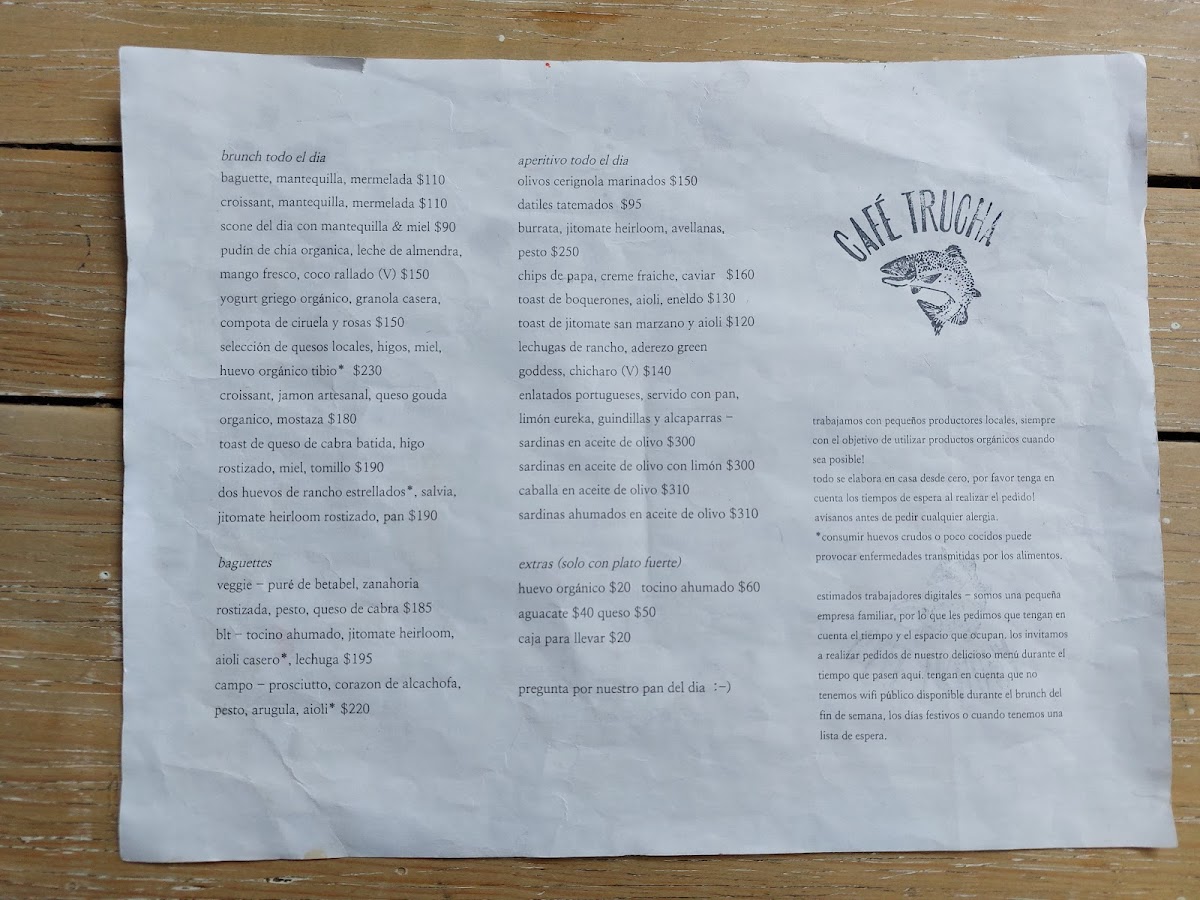 brunch todo el dia
baguette, mantequilla, mermelada $110
croissant, mantequilla, mermelada $110
scone del dia con mantequilla & miel $90
pudín de chia organica, leche de almendra,
mango fresco, coco rallado (V) $150
yogurt griego orgánico, granola casera,
compota de ciruela y rosas $150
selección de quesos locales, higos, miel,
huevo orgánico tibio* $230
croissant, jamon artesanal, queso gouda
organico, mostaza $180
toast de queso de cabra batida, higo
rostizado, miel, tomillo $190
dos huevos de rancho estrellados*, salvia,
jitomate heirloom rostizado, pan $190
baguettes
veggie – puré de betabel, zanahoria
rostizada, pesto, queso de cabra $185
blt – tocino ahumado, jitomate heirloom,
aioli casero*, lechuga $195
campo – prosciutto, corazon de alcachofa,
pesto, arugula, aioli* $220
aperitivo todo el dia
olivos cerignola marinados $150
datiles tatemados $95
burrata, jitomate heirloom, avellanas,
pesto $250
chips de papa, creme fraiche, caviar $160
toast de boquerones, aioli, eneldo $130
toast de jitomate san marzano y aioli $120
lechugas de rancho, aderezo green
goddess, chicharo (V) $140
enlatados portugueses, servido con pan,
limón eureka, guindillas y alcaparras –
sardinas en aceite de olivo $300
sardinas en aceite de olivo con limón $300
caballa en aceite de olivo $310
sardinas ahumados en aceite de olivo $310
extras (solo con plato fuerte)
huevo orgánico $20 tocino ahumado $60
aguacate $40 queso $50
caja para llevar $20
pregunta por nuestro pan del dia :-)
CAFÉ TRUCHA
trabajamos con pequeños productores locales, siempre
con el objetivo de utilizar productos orgánicos cuando
sea posible!
todo se elabora en casa desde cero, por favor tenga en
cuenta los tiempos de espera al realizar el pedido!
avísanos antes de pedir cualquier alergia.
*consumir huevos crudos o poco cocidos puede
provocar enfermedades transmitidas por los alimentos.
estimados trabajadores digitales – somos una pequeña
empresa familiar, por lo que les pedimos que tengan en
cuenta el tiempo y el espacio que ocupan. los invitamos
a realizar pedidos de nuestro delicioso menú durante el
tiempo que pasen aquí. tengan en cuenta que no
tenemos wifi público disponible durante el brunch del
fin de semana, los días festivos o cuando tenemos una
lista de espera.